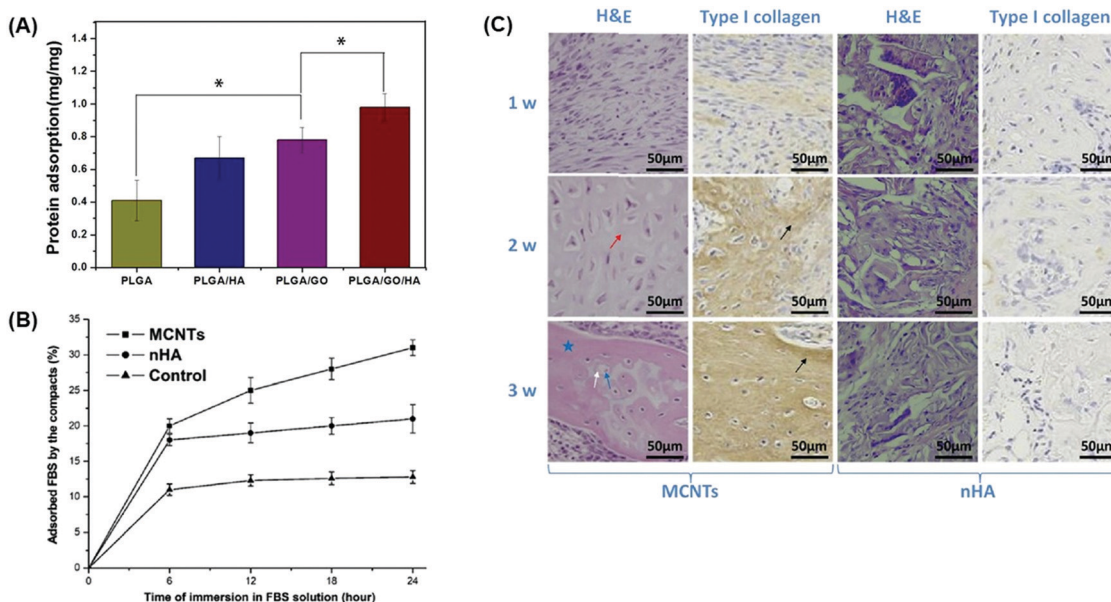 (A)
Protein adsorption(mg/mg)
1.4
1.2
1.0
0.8
0.6
0.4
0.2
0.0
*
*
PLGA PLGA/HA PLGA/GO PLGA/GO/HA
(B)
Adsorbed FBS by the compacts (%)
35
30
25
20
15
10
5
0
MCNTs
nHA
Control
0 6 12 18 24
Time of immersion in FBS solution (hour)
(C)
H&E Type I collagen H&E Type I collagen
1 w
50μm 50μm 50μm 50μm
2 w
50μm 50μm 50μm 50μm
3 w
50μm 50μm 50μm 50μm
MCNTs nHA